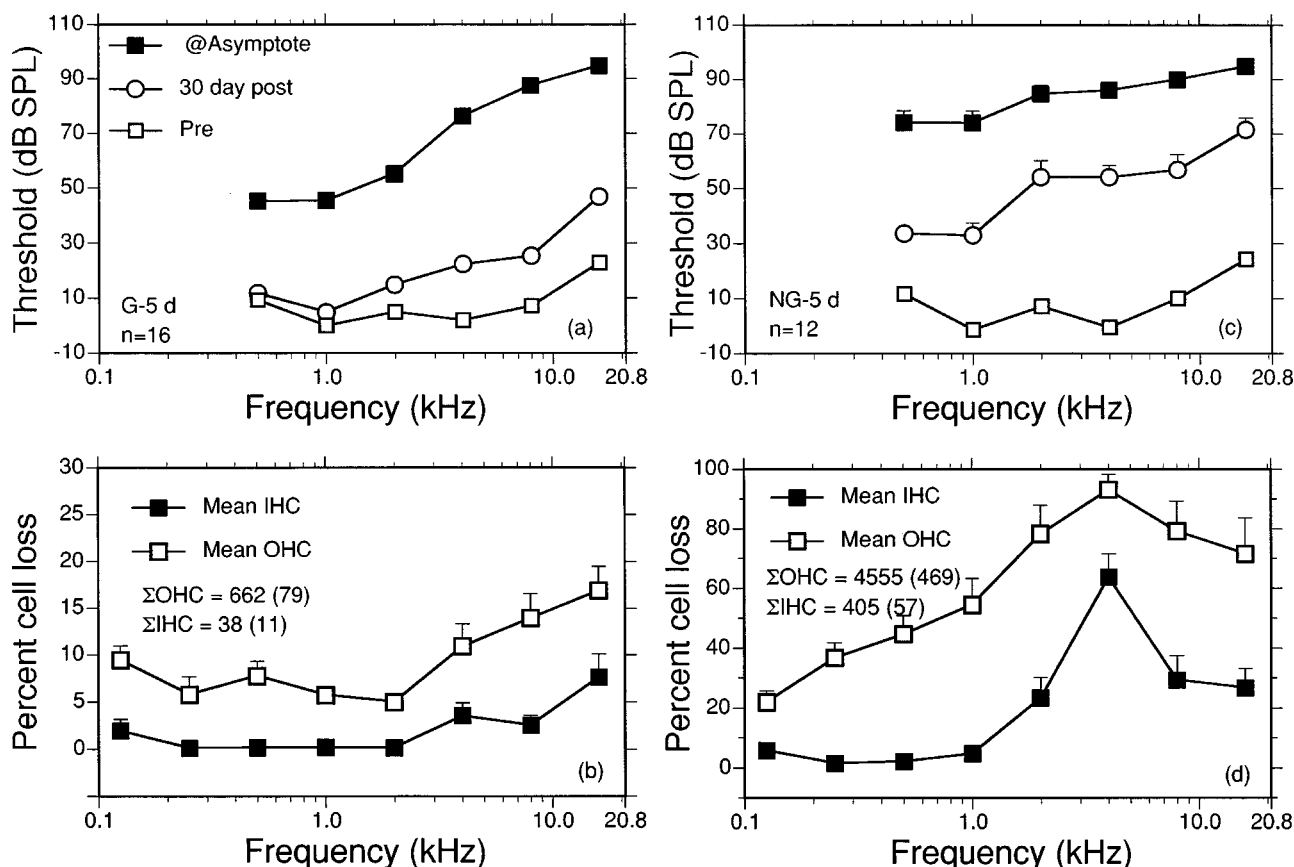 Threshold (dB SPL)
110
90
70
50
30
10
-10
@Asymptote
30 day post
Pre
G-5 d
n=16
(a)
0.1
1.0
10.0
20.8
Frequency (kHz)
Threshold (dB SPL)
110
90
70
50
30
10
-10
NG-5 d
n=12
(c)
0.1
1.0
10.0
20.8
Frequency (kHz)
Percent cell loss
30
25
20
15
10
5
0
Mean IHC
Mean OHC
ΣOHC = 662 (79)
ΣIHC = 38 (11)
(b)
0.1
1.0
10.0
20.8
Frequency (kHz)
Percent cell loss
100
80
60
40
20
0
Mean IHC
Mean OHC
ΣOHC = 4555 (469)
ΣIHC = 405 (57)
(d)
0.1
1.0
10.0
20.8
Frequency (kHz)